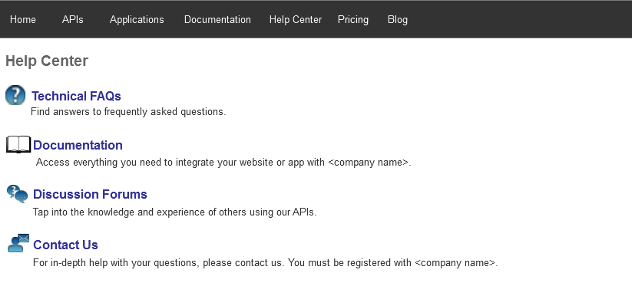 Home APIs Applications Documentation Help Center Pricing Blog
Help Center
Technical FAQs
Find answers to frequently asked questions.
Documentation
Access everything you need to integrate your website or app with <company name>.
Discussion Forums
Tap into the knowledge and experience of others using our APIs.
Contact Us
For in-depth help with your questions, please contact us. You must be registered with <company name>.